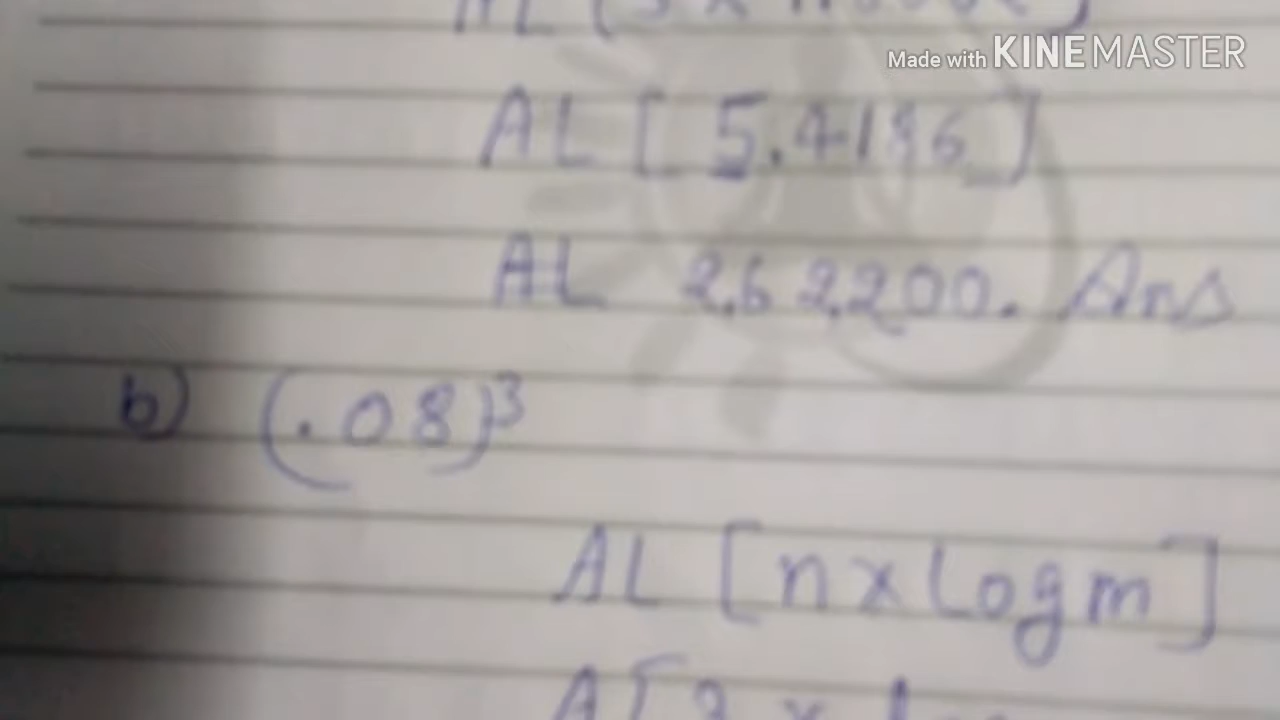 Made with KINEMASTER
AL [ 5.4186 ]
AL 262200. Ans
b) (.08)³
AL [n x Log m]